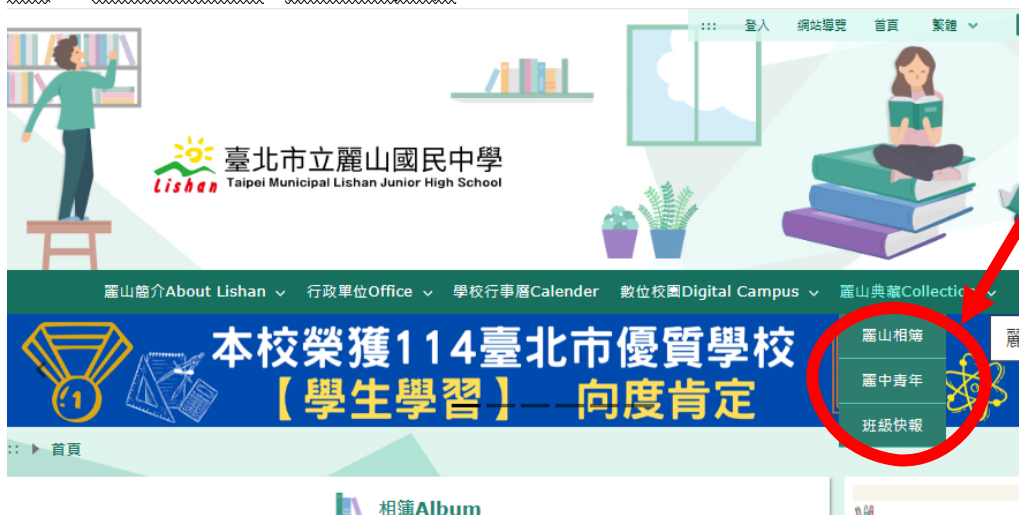 ::: 登入 網站導覽 首頁 繁體
臺北市立麗山國民中學
Lishan Taipei Municipal Lishan Junior High School
麗山簡介About Lishan 行政單位Office 學校行事曆Calender 數位校園Digital Campus 麗山典藏Collection
麗山相簿
麗中青年
班級快報
本校榮獲114臺北市優質學校
【學生學習】 向度肯定
:: 首頁
相簿Album